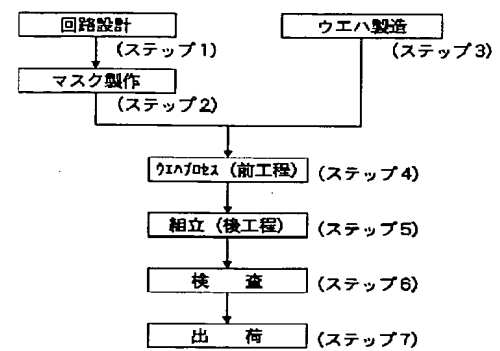 回路設計
(ステップ1)
ウエハ製造
(ステップ3)
マスク製作
(ステップ2)
ウエハプロセス (前工程)
(ステップ4)
組立 (後工程)
(ステップ5)
検 査
(ステップ6)
出 荷
(ステップ7)